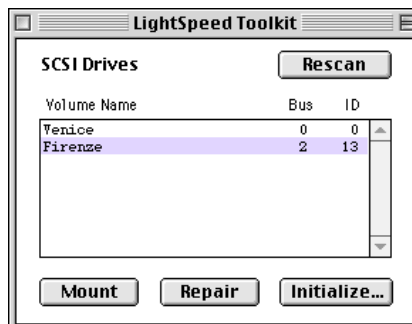 LightSpeed Toolkit
SCSI Drives Rescan
Volume Name Bus ID
Venice 0 0
Firenze 2 13
Mount Repair Initialize...